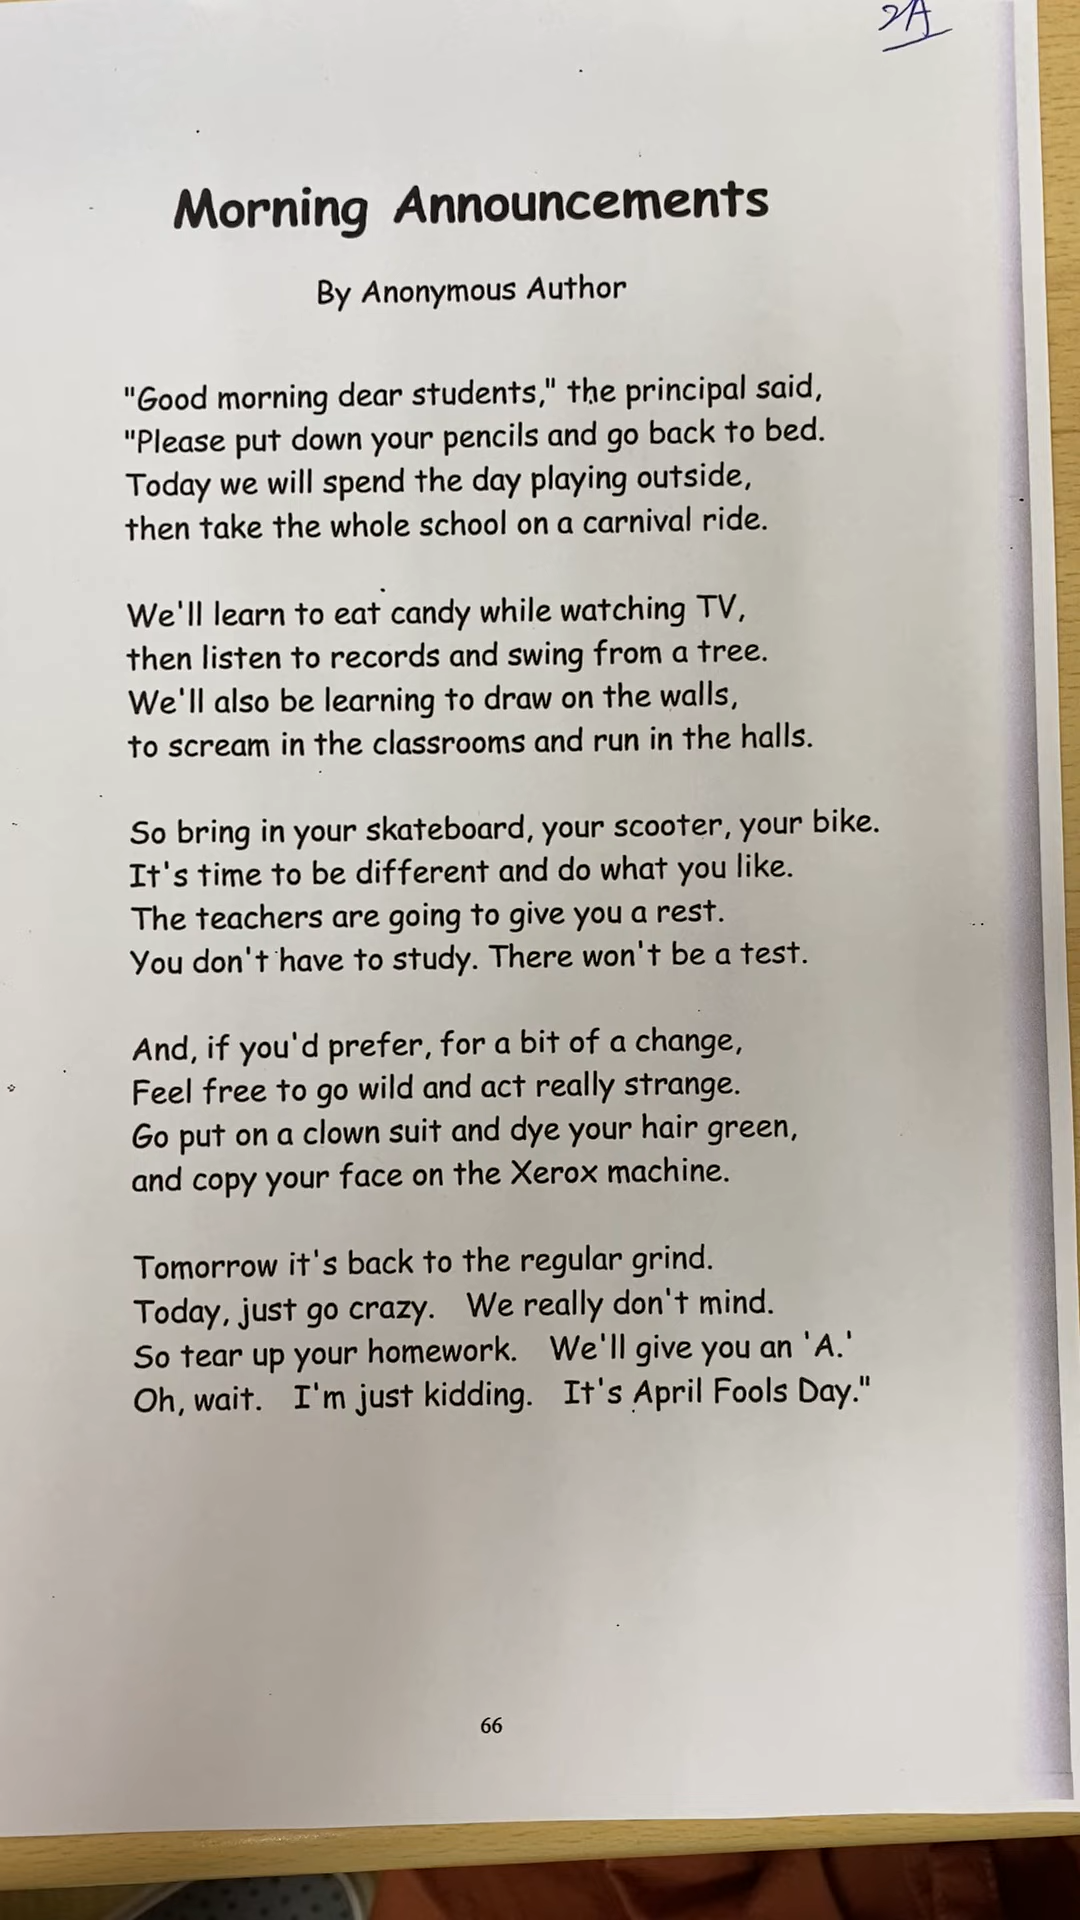 2A
Morning Announcements
By Anonymous Author
"Good morning dear students," the principal said,
"Please put down your pencils and go back to bed.
Today we will spend the day playing outside,
then take the whole school on a carnival ride.
We'll learn to eat candy while watching TV,
then listen to records and swing from a tree.
We'll also be learning to draw on the walls,
to scream in the classrooms and run in the halls.
So bring in your skateboard, your scooter, your bike.
It's time to be different and do what you like.
The teachers are going to give you a rest.
You don't have to study. There won't be a test.
And, if you'd prefer, for a bit of a change,
Feel free to go wild and act really strange.
Go put on a clown suit and dye your hair green,
and copy your face on the Xerox machine.
Tomorrow it's back to the regular grind.
Today, just go crazy. We really don't mind.
So tear up your homework. We'll give you an 'A.'
Oh, wait. I'm just kidding. It's April Fools Day."
66